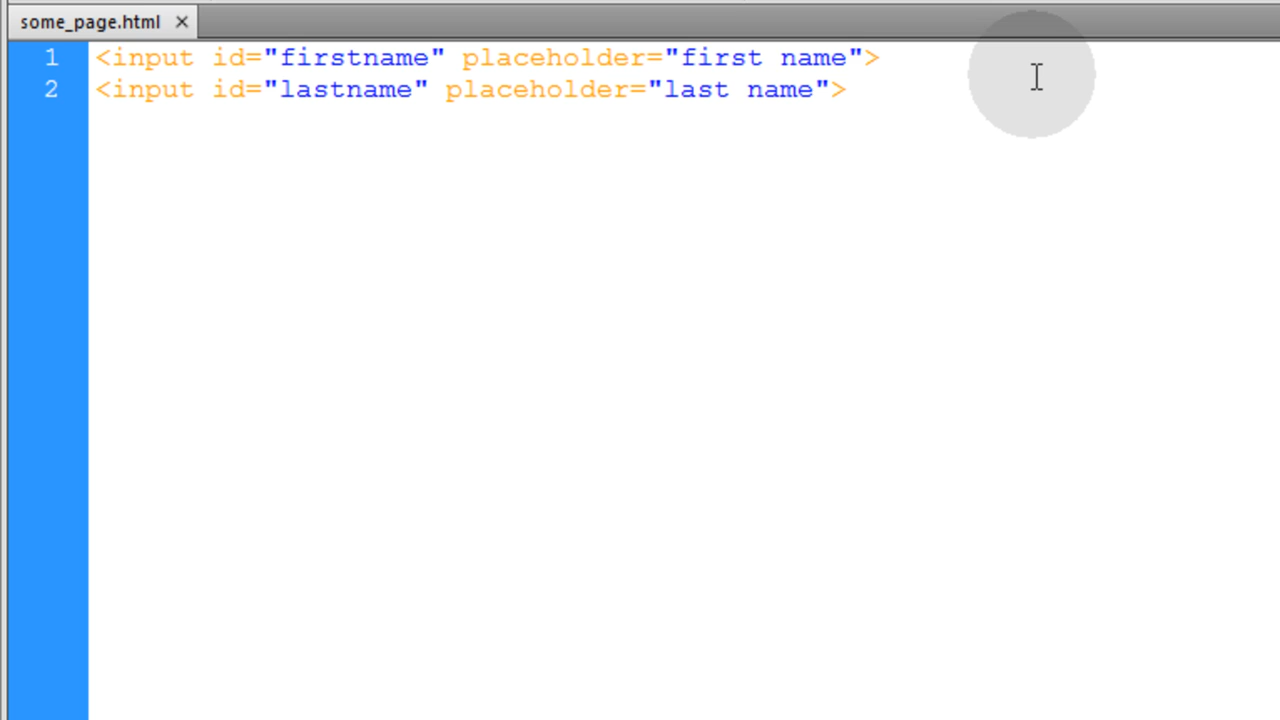 some_page.html ×
1 <input id="firstname" placeholder="first name">
2 <input id="lastname" placeholder="last name">